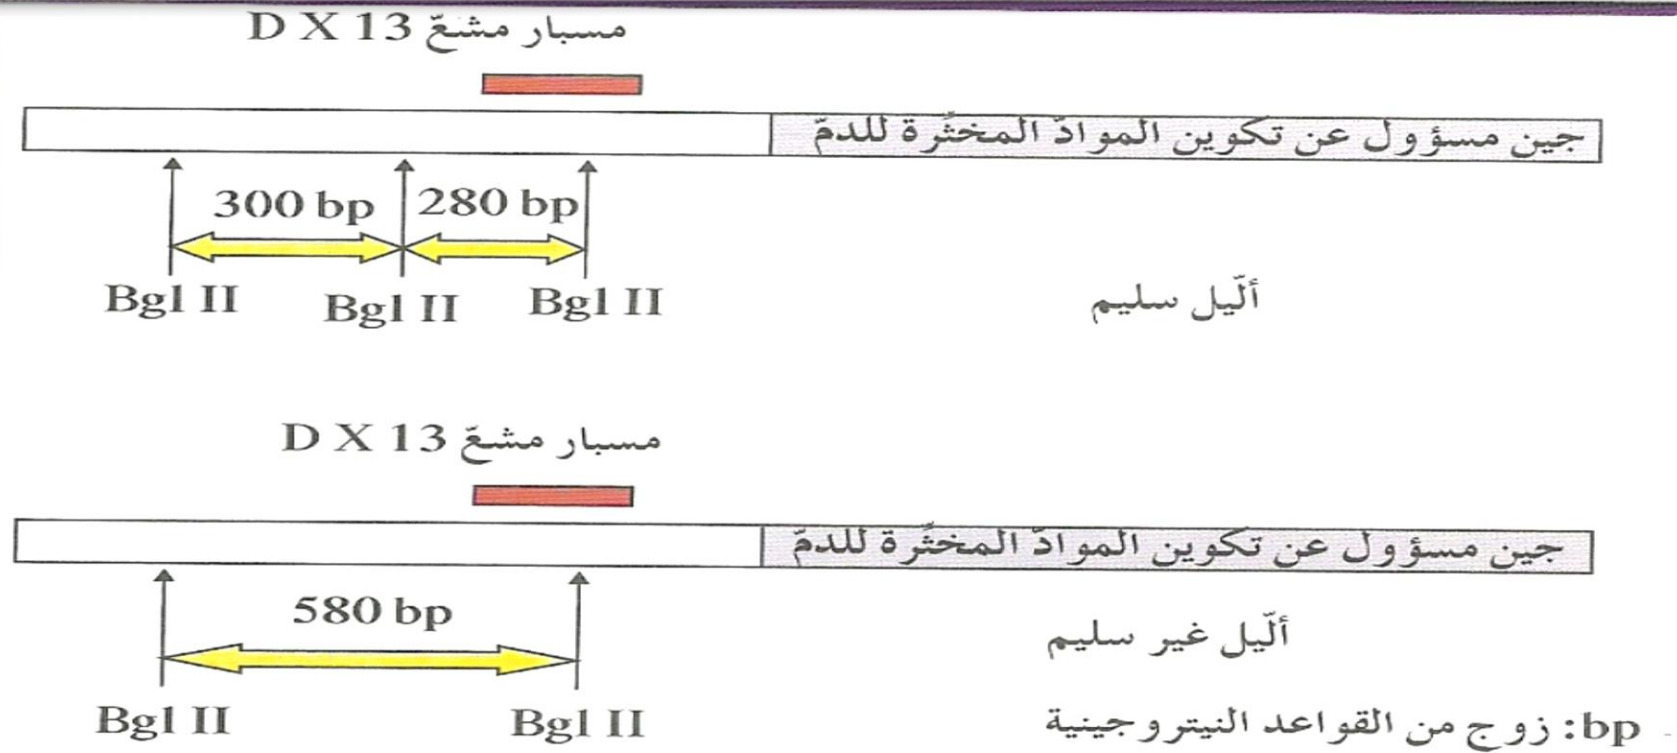 مسبار مشعّ D X 13
جين مسؤول عن تكوين الموادّ المخثِّرة للدمّ
300 bp
280 bp
Bgl II
Bgl II
Bgl II
ألّيل سليم
مسبار مشعّ D X 13
جين مسؤول عن تكوين الموادّ المخثِّرة للدمّ
580 bp
ألّيل غير سليم
Bgl II
Bgl II
bp: زوج من القواعد النيتروجينية